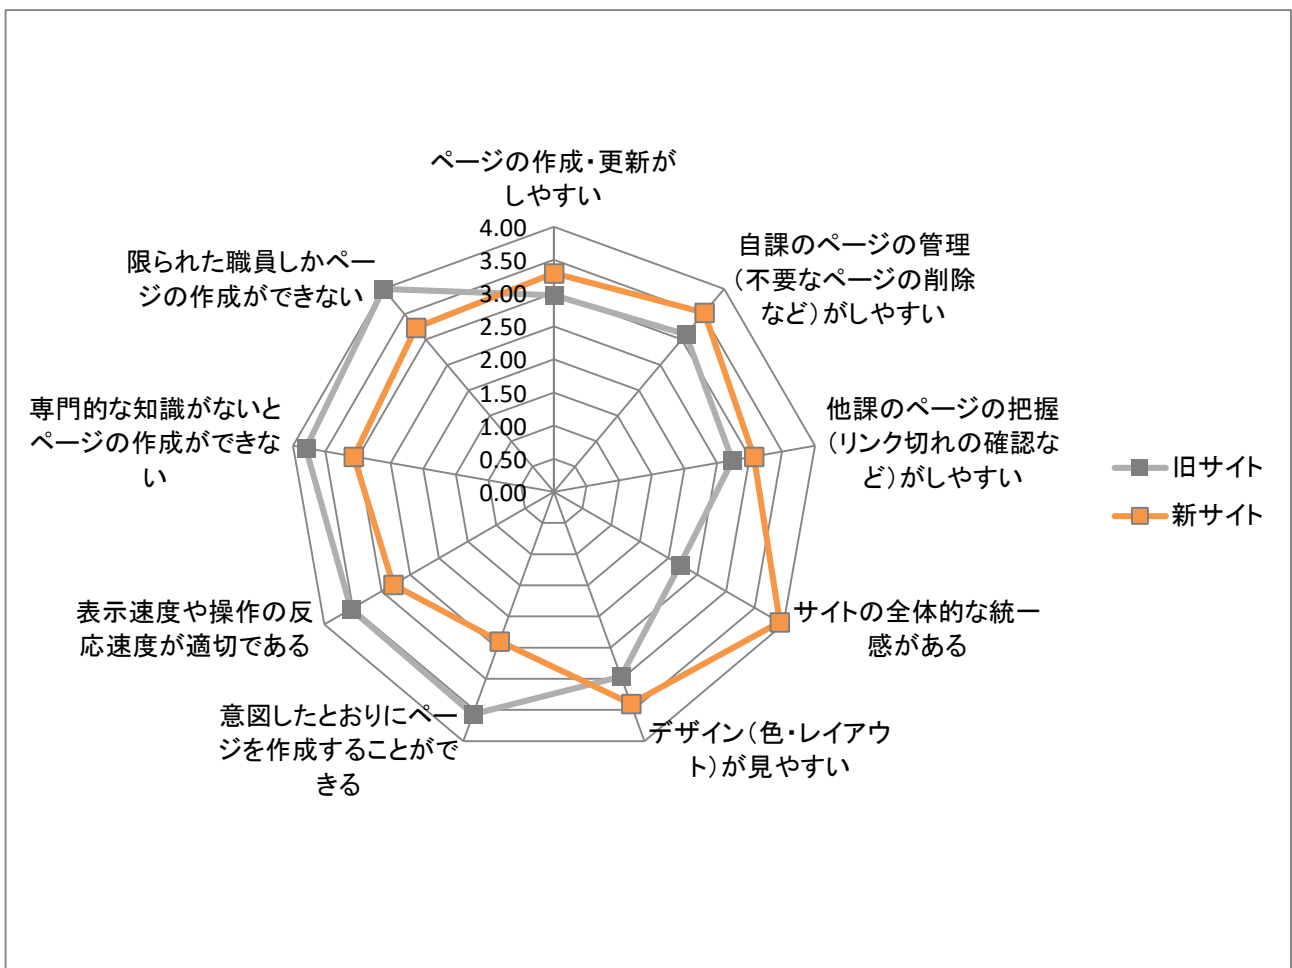 ページの作成・更新が
しやすい
自課のページの管理
（不要なページの削除
など）がしやすい
他課のページの把握
（リンク切れの確認な
ど）がしやすい
サイトの全体的な統一
感がある
デザイン（色・レイアウ
ト）が見やすい
意図したとおりにペー
ジを作成することがで
きる
表示速度や操作の反
応速度が適切である
専門的な知識がないと
ページの作成ができな
い
限られた職員しかペー
ジの作成ができない
4.00
3.50
3.00
2.50
2.00
1.50
1.00
0.50
0.00
旧サイト
新サイト